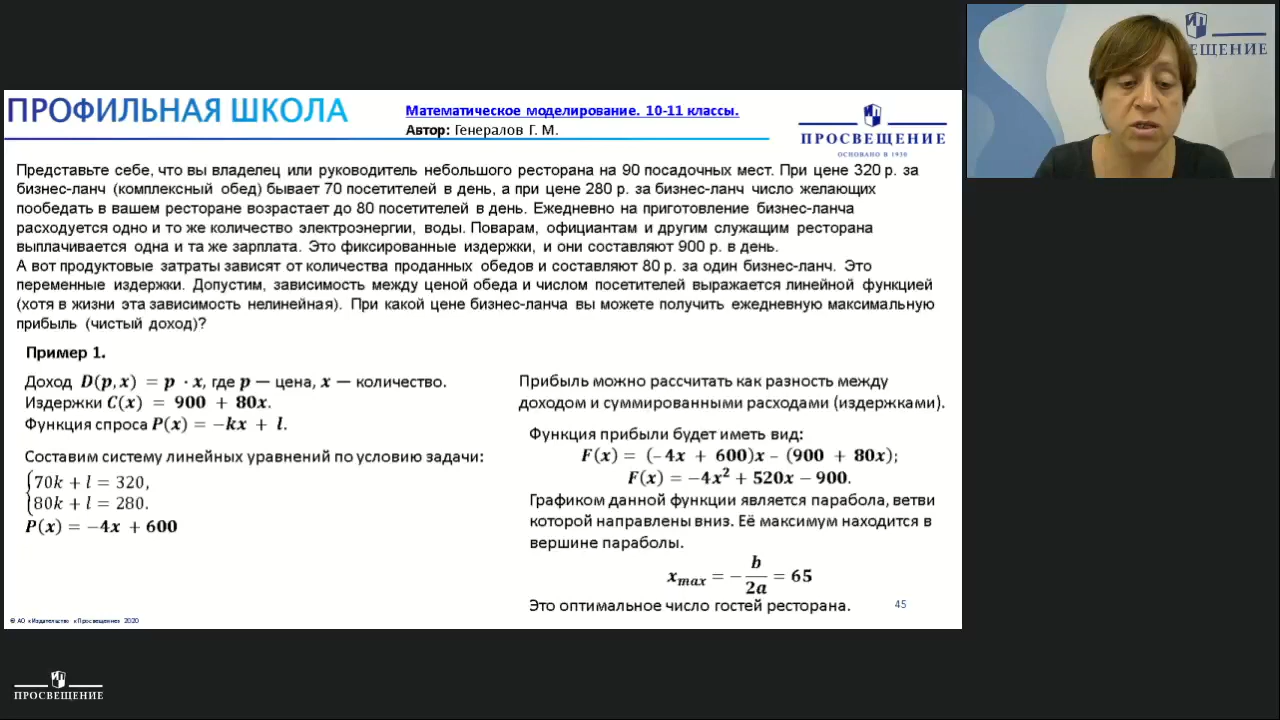 ПРОСВЕЩЕНИЕ
ПРОФИЛЬНАЯ ШКОЛА
Математическое моделирование. 10-11 классы.
Автор: Генералов Г. М.
ПРОСВЕЩЕНИЕ
ОСНОВАНО В 1930
Представьте себе, что вы владелец или руководитель небольшого ресторана на 90 посадочных мест. При цене 320 р. за
бизнес-ланч (комплексный обед) бывает 70 посетителей в день, а при цене 280 р. за бизнес-ланч число желающих
пообедать в вашем ресторане возрастает до 80 посетителей в день. Ежедневно на приготовление бизнес-ланча
расходуется одно и то же количество электроэнергии, воды. Поварам, официантам и другим служащим ресторана
выплачивается одна и та же зарплата. Это фиксированные издержки, и они составляют 900 р. в день.
А вот продуктовые затраты зависят от количества проданных обедов и составляют 80 р. за один бизнес-ланч. Это
переменные издержки. Допустим, зависимость между ценой обеда и числом посетителей выражается линейной функцией
(хотя в жизни эта зависимость нелинейная). При какой цене бизнес-ланча вы можете получить ежедневную максимальную
прибыль (чистый доход)?
Пример 1.
Доход D(p,x) = p · x, где p — цена, x — количество.
Издержки C(x) = 900 + 80x.
Функция спроса P(x) = −kx + l.
Составим систему линейных уравнений по условию задачи:
{70k + l = 320,
80k + l = 280.
P(x) = −4x + 600
Прибыль можно рассчитать как разность между
доходом и суммированными расходами (издержками).
Функция прибыли будет иметь вид:
F(x) = (−4x + 600)x − (900 + 80x);
F(x) = −4x² + 520x − 900.
Графиком данной функции является парабола, ветви
которой направлены вниз. Её максимум находится в
вершине параболы.
xmax = − b/2a = 65
Это оптимальное число гостей ресторана.
45
© АО «Издательство «Просвещение» 2020
ПРОСВЕЩЕНИЕ